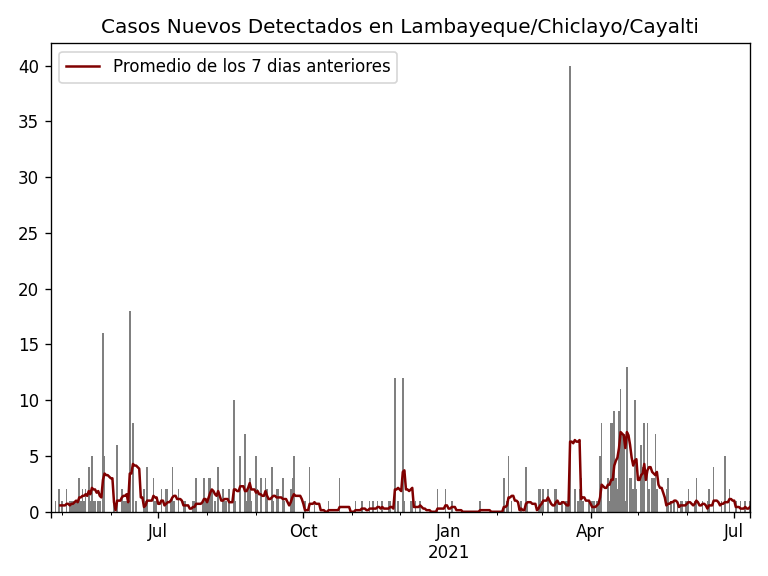 Casos Nuevos Detectados en Lambayeque/Chiclayo/Cayalti
Promedio de los 7 dias anteriores
40
35
30
25
20
15
10
5
0
Jul
Oct
Jan
Apr
Jul
2021